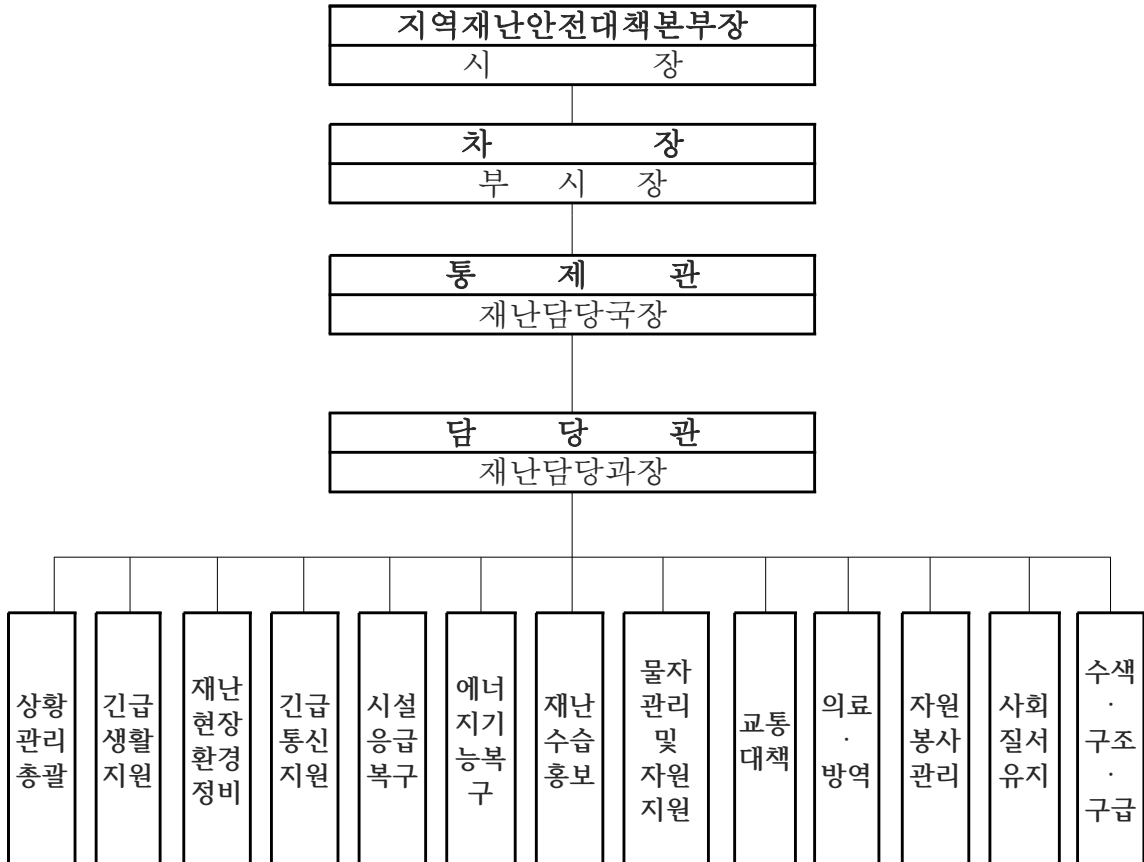 지역재난안전대책본부장
시 장
차 장
부 시 장
통 제 관
재난담당국장
담 당 관
재난담당과장
상황
관리
총괄
긴급
생활
지원
재난
현장
환경
정비
긴급
통신
지원
시설
응급
복구
에너
지기
능복
구
재난
수습
홍보
물자
관리
및
자원
지원
교통
대책
의료
·
방역
자원
봉사
관리
사회
질서
유지
수색
·
구조
·
구급